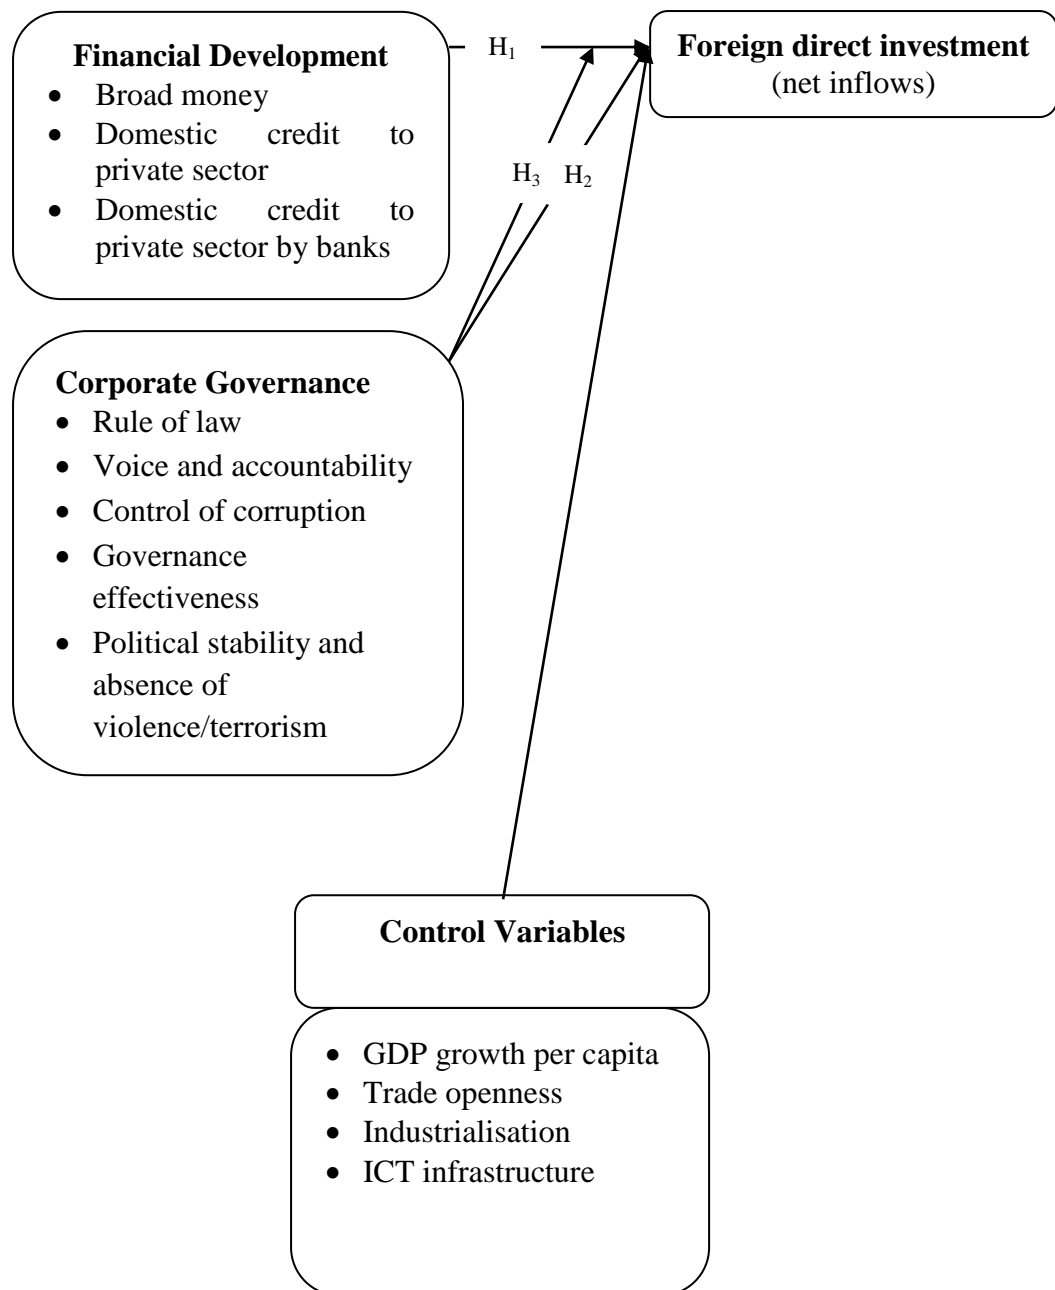 Financial Development
• Broad money
• Domestic credit to
private sector
• Domestic credit to
private sector by banks
H₁
Foreign direct investment
(net inflows)
H₃
H₂
Corporate Governance
• Rule of law
• Voice and accountability
• Control of corruption
• Governance
effectiveness
• Political stability and
absence of
violence/terrorism
Control Variables
• GDP growth per capita
• Trade openness
• Industrialisation
• ICT infrastructure